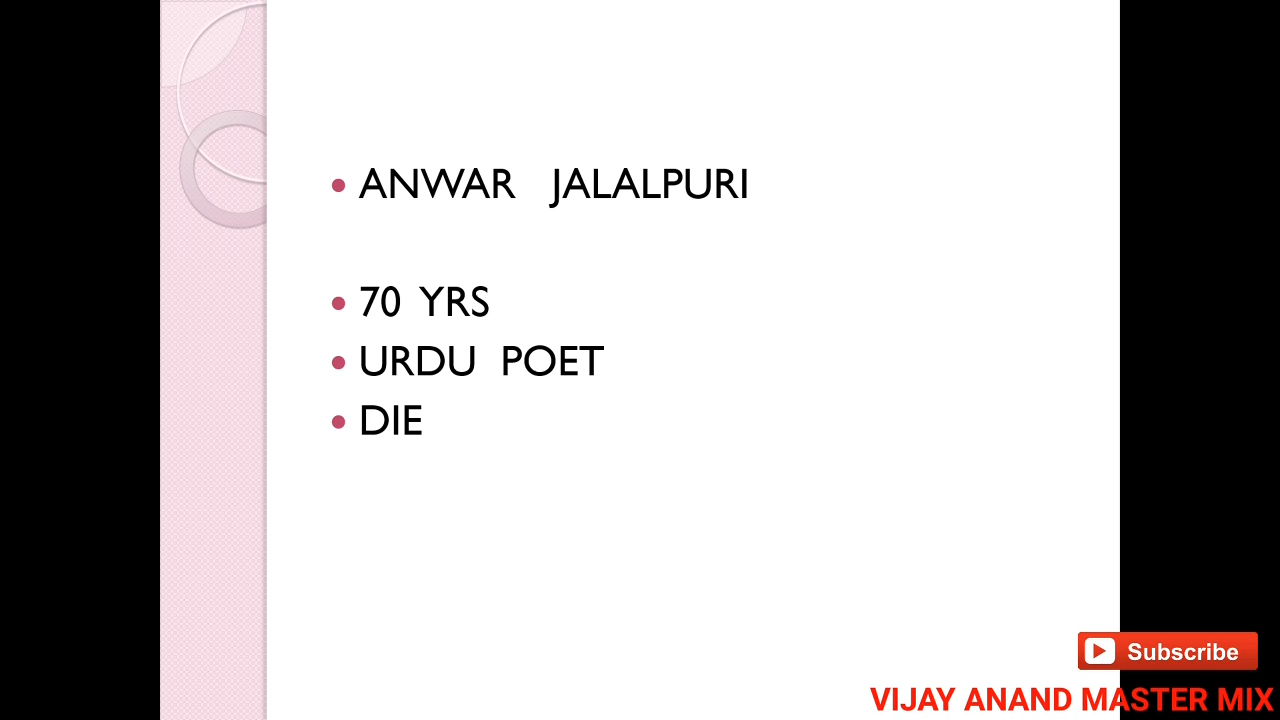 • ANWAR JALALPURI
• 70 YRS
• URDU POET
• DIE
Subscribe
VIJAY ANAND MASTER MIX